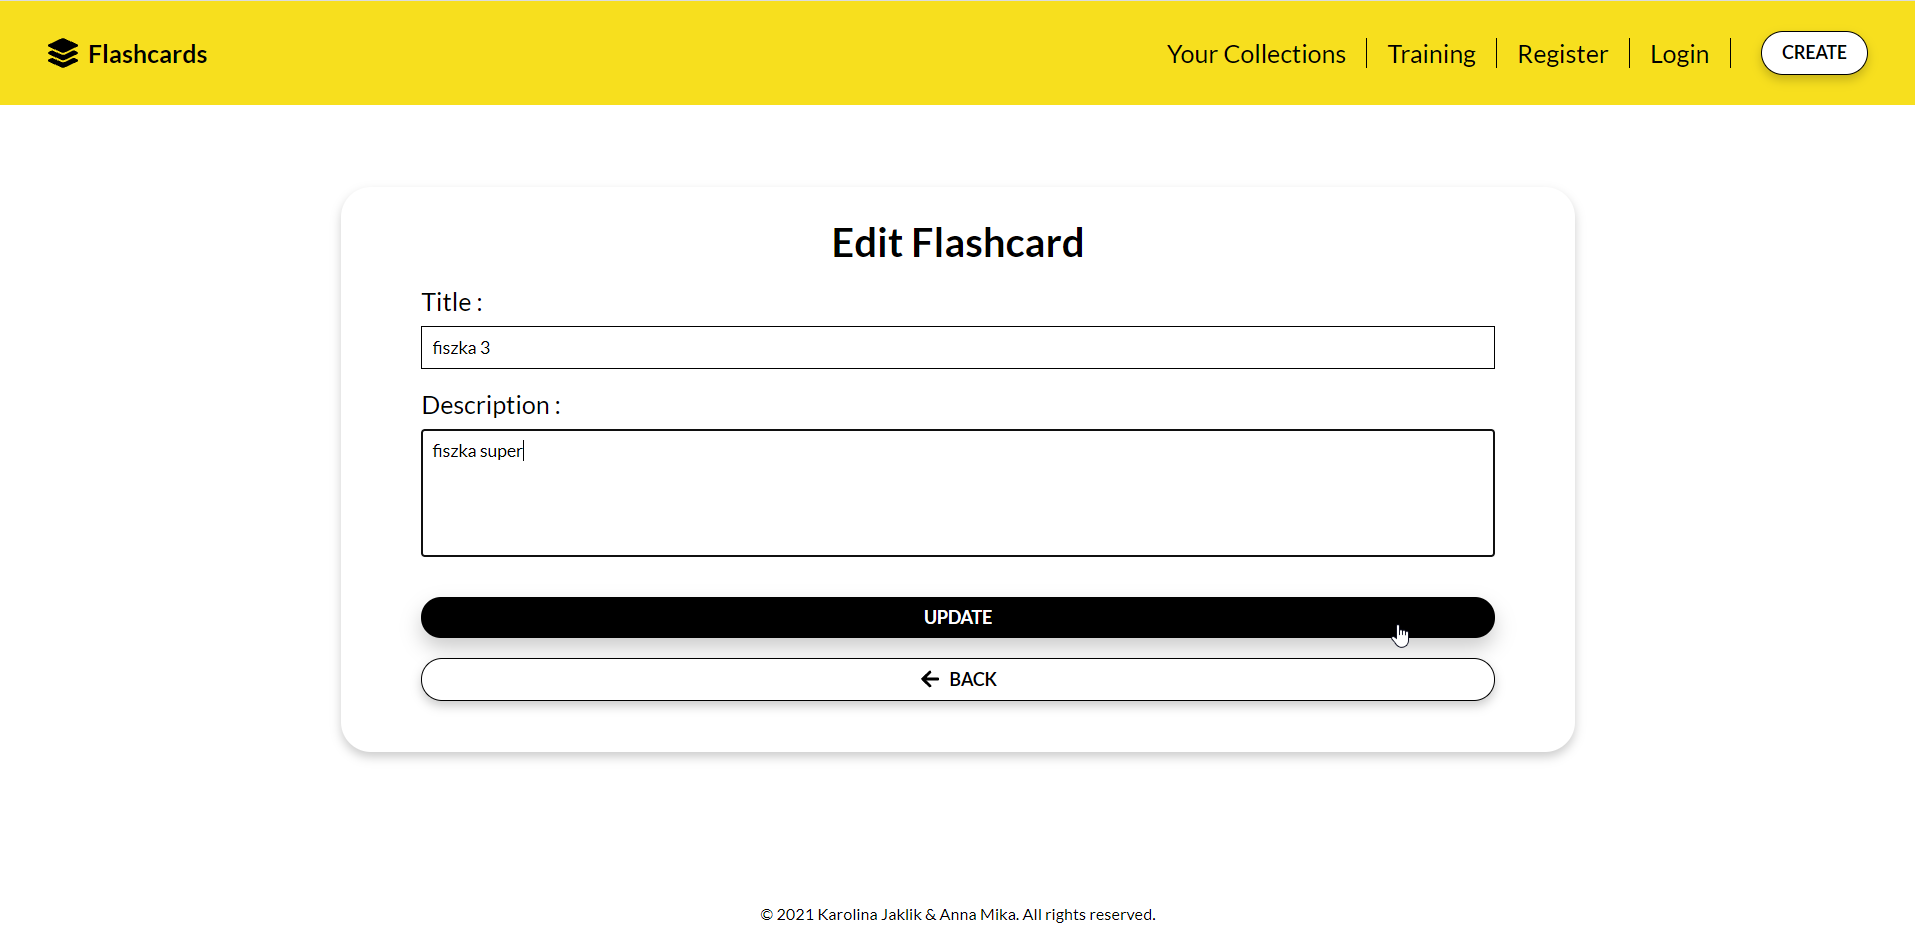 Flashcards
Your Collections
Training
Register
Login
CREATE
Edit Flashcard
Title :
fiszka 3
Description :
fiszka super
UPDATE
BACK
© 2021 Karolina Jaklik & Anna Mika. All rights reserved.